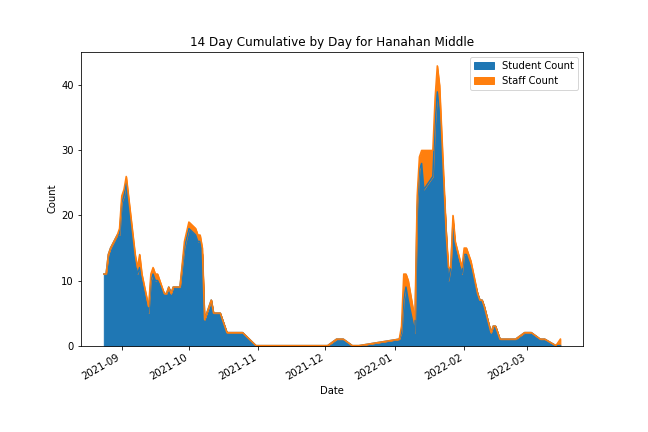 14 Day Cumulative by Day for Hanahan Middle
Student Count
Staff Count
Count
40
30
20
10
0
2021-09
2021-10
2021-11
2021-12
2022-01
2022-02
2022-03
Date